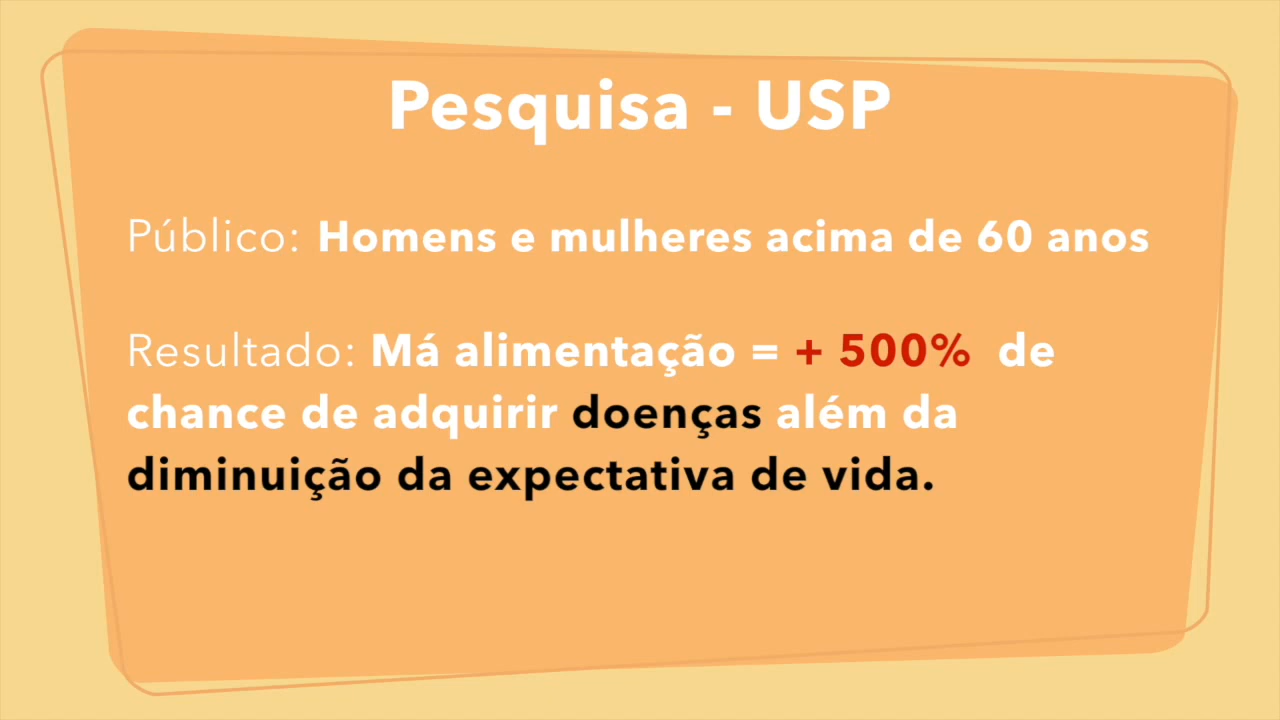 Pesquisa - USP
Público: Homens e mulheres acima de 60 anos
Resultado: Má alimentação = + 500% de
chance de adquirir doenças além da
diminuição da expectativa de vida.